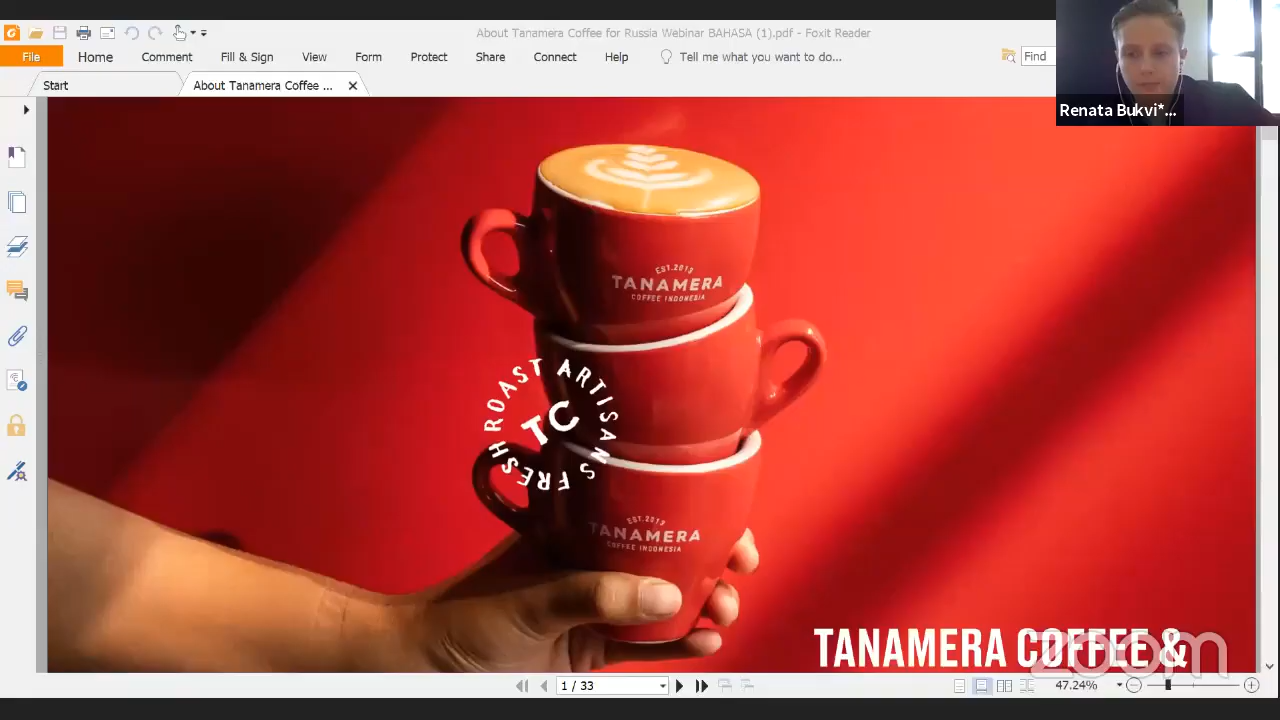 About Tanamera Coffee for Russia Webinar BAHASA (1).pdf - Foxit Reader
File Home Comment Fill & Sign View Form Protect Share Connect Help Tell me what you want to do... Find
Start About Tanamera Coffee ...
Renata Bukvi*...
EST.2013
TANAMERA
COFFEE INDONESIA
FRESH ROAST ARTISANS
TC
EST.2013
TANAMERA
COFFEE INDONESIA
TANAMERA COFFEE &
zoom
1 / 33
47.24%